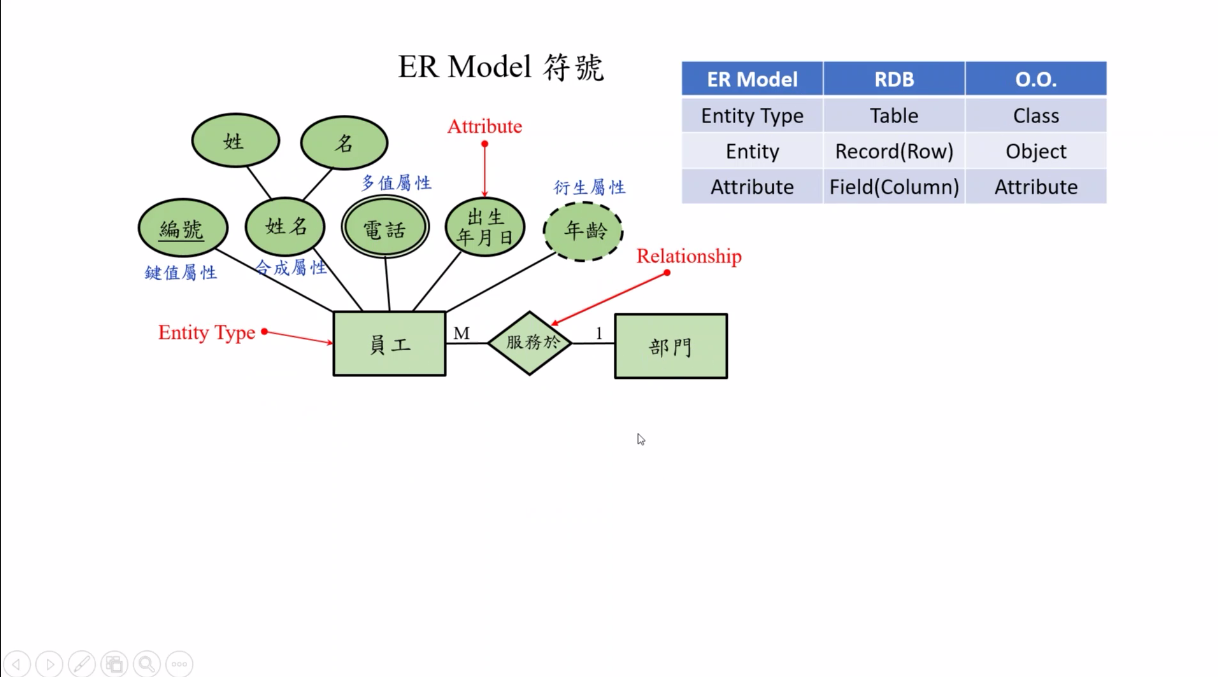 ER Model 符號
ER Model RDB O.O.
Entity Type Table Class
Entity Record(Row) Object
Attribute Field(Column) Attribute
Attribute
姓
名
多值屬性
衍生屬性
編號
姓名
電話
出生
年月日
年齡
鍵值屬性
合成屬性
Relationship
Entity Type
員工
M
服務於
1
部門